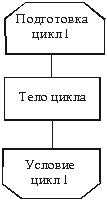 Подготовка
цикл 1
Тело цикла
Условие
цикл 1